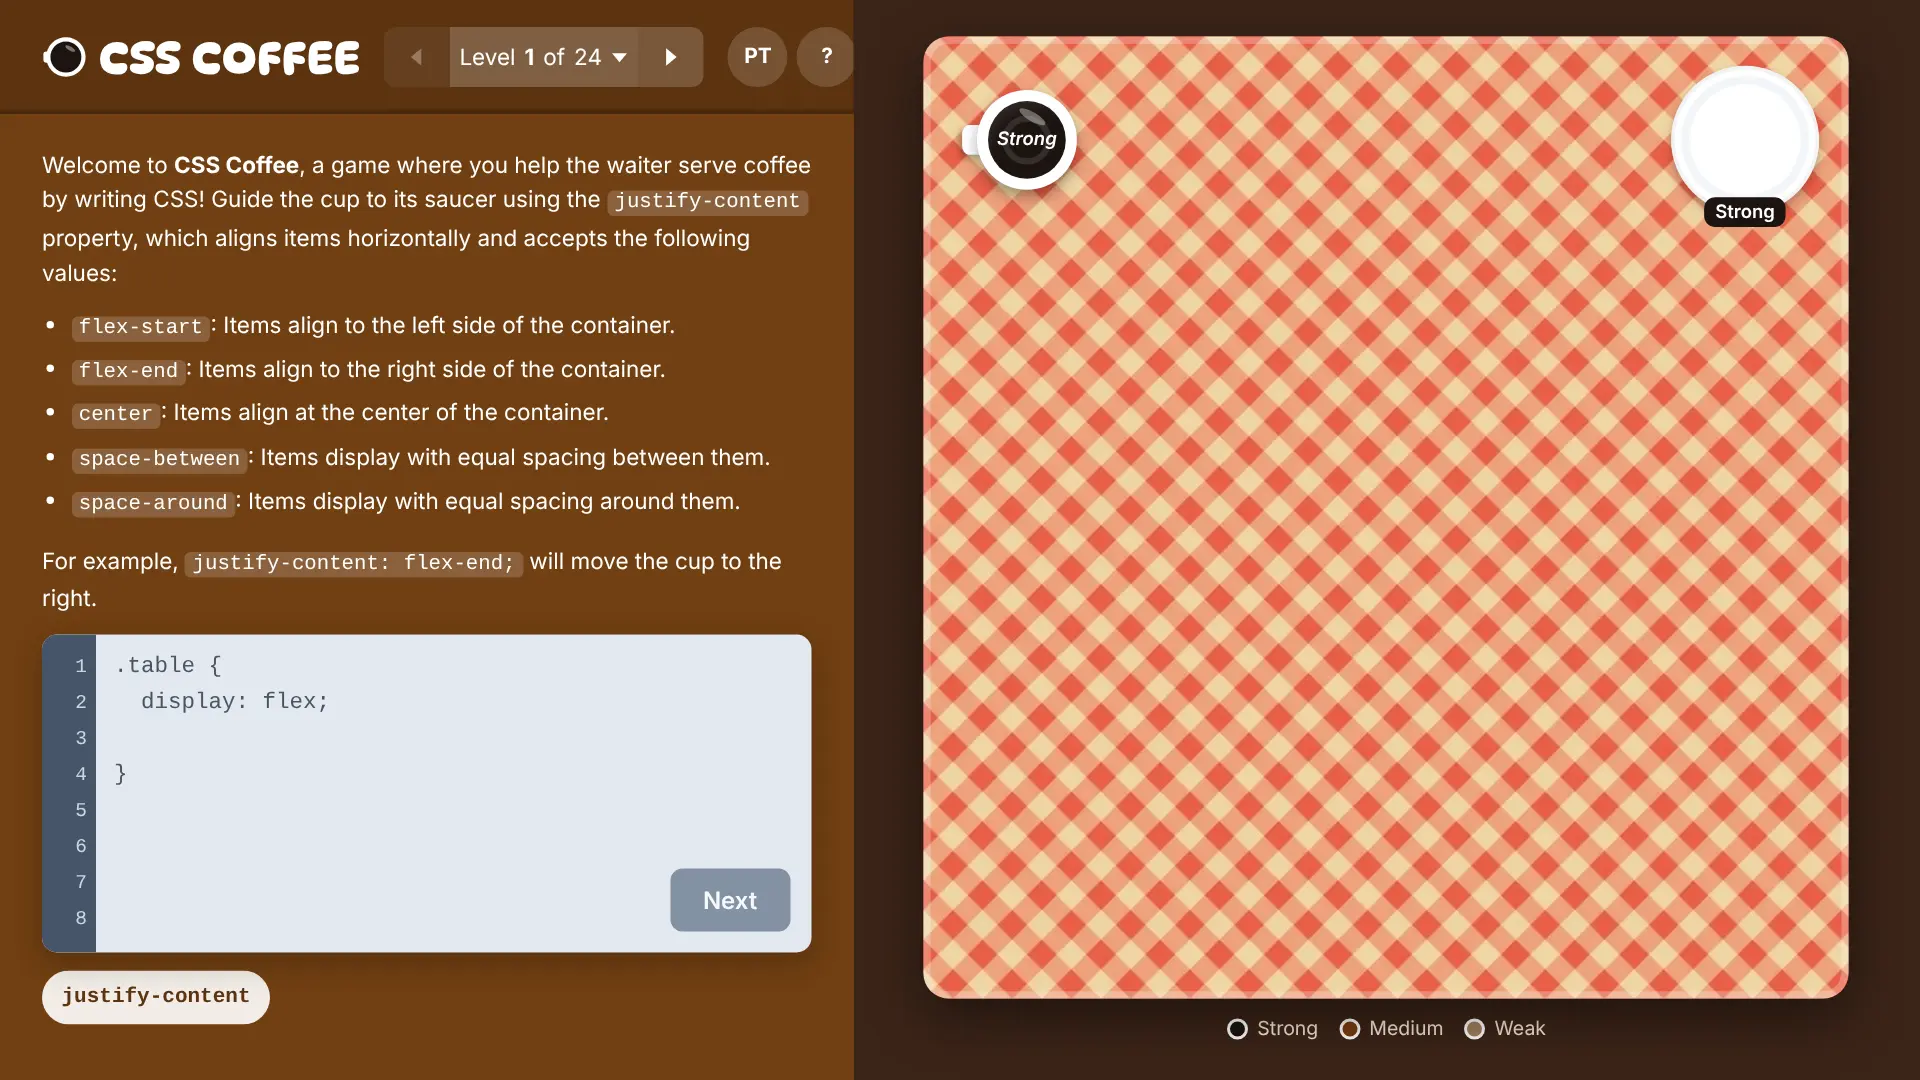 CSS COFFEE
Level 1 of 24
PT
?
Welcome to CSS Coffee, a game where you help the waiter serve coffee
by writing CSS! Guide the cup to its saucer using the justify-content
property, which aligns items horizontally and accepts the following
values:
• flex-start: Items align to the left side of the container.
• flex-end: Items align to the right side of the container.
• center: Items align at the center of the container.
• space-between: Items display with equal spacing between them.
• space-around: Items display with equal spacing around them.
For example, justify-content: flex-end; will move the cup to the
right.
1 .table {
2 display: flex;
3
4 }
5
6
7
8
Next
justify-content
Strong
Strong
Strong Medium Weak